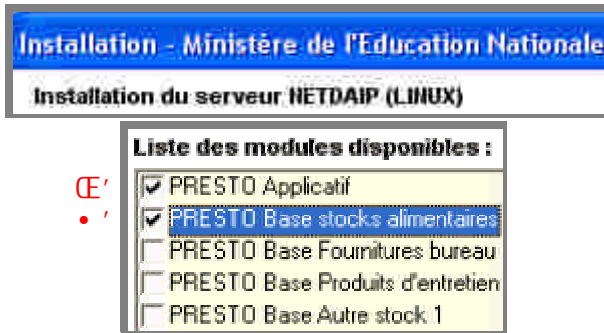 Installation - Ministère de l'Education Nationale
Installation du serveur NETDAIP (LINUX)
Liste des modules disponibles :
Œ′ PRESTO Applicatif
•′ PRESTO Base stocks alimentaires
PRESTO Base Fournitures bureau
PRESTO Base Produits d'entretien
PRESTO Base Autre stock 1